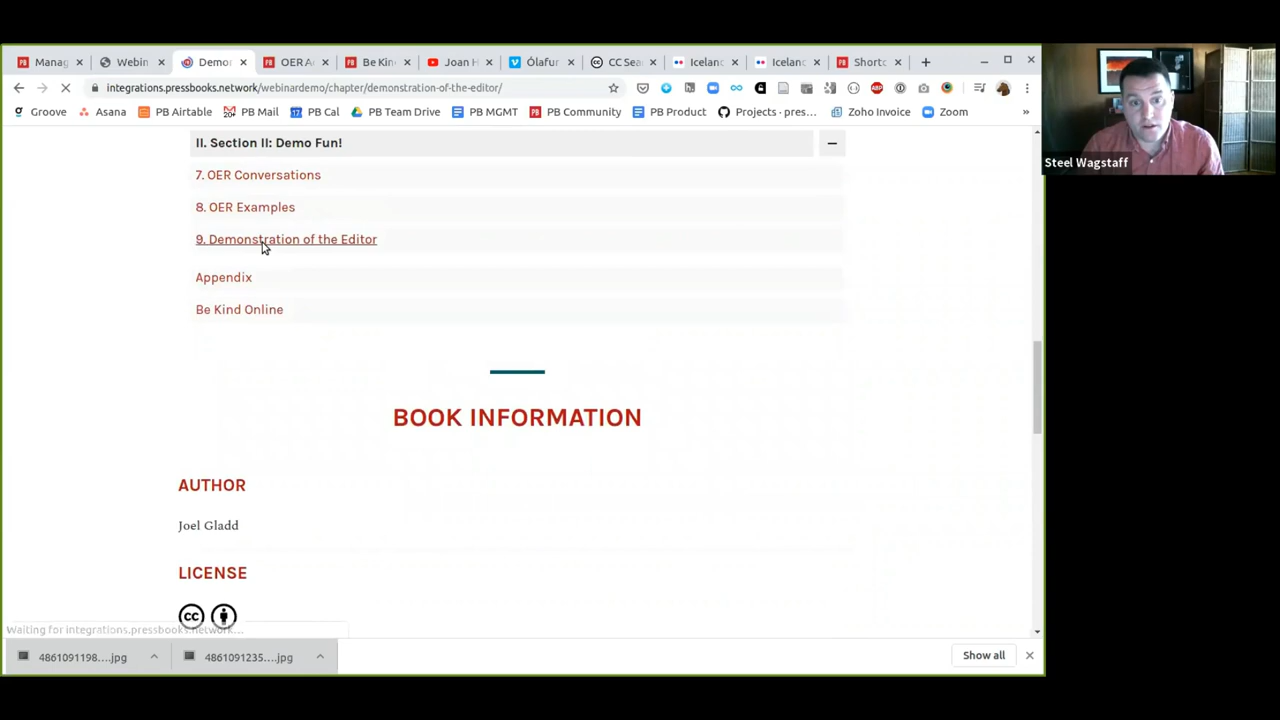 Manag
Webin
Demo
OER A
Be Kin
Joan H
Ólafur
CC Sea
Icelan
Icelan
Shortc
integrations.pressbooks.network/webinardemo/chapter/demonstration-of-the-editor/
Groove
Asana
PB Airtable
PB Mail
PB Cal
PB Team Drive
PB MGMT
PB Community
PB Product
Projects · pres…
Zoho Invoice
Zoom
»
Steel Wagstaff
II. Section II: Demo Fun!
7. OER Conversations
8. OER Examples
9. Demonstration of the Editor
Appendix
Be Kind Online
BOOK INFORMATION
AUTHOR
Joel Gladd
LICENSE
cc
Waiting for integrations.pressbooks.network...
4861091198....jpg
4861091235....jpg
Show all